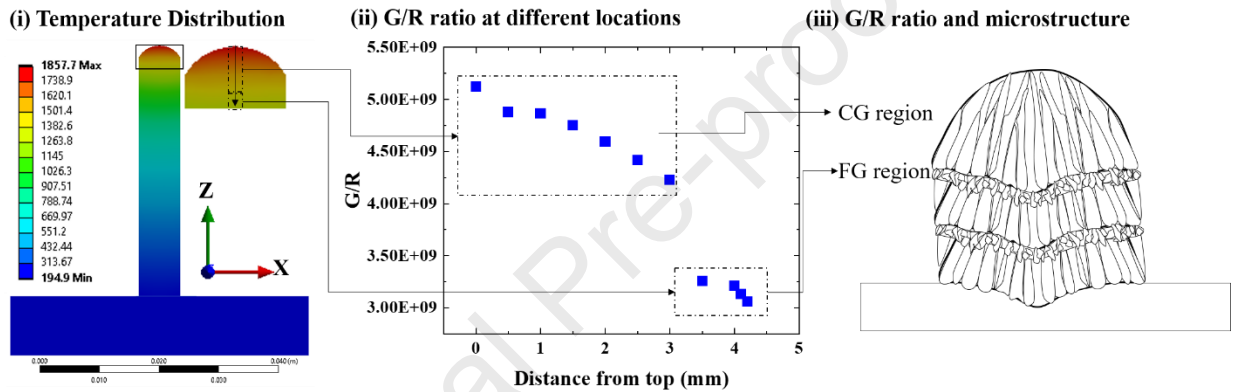 (i) Temperature Distribution
(ii) G/R ratio at different locations
(iii) G/R ratio and microstructure
1857.7 Max
1738.9
1620.1
1501.4
1382.6
1263.8
1145
1026.3
907.51
788.74
669.97
551.2
432.44
313.67
194.9 Min
Z
X
0.000
0.020
0.040(m)
0.010
0.030
G/R
5.50E+09
5.00E+09
4.50E+09
4.00E+09
3.50E+09
3.00E+09
0
1
2
3
4
5
Distance from top (mm)
CG region
FG region
al Pre-proo